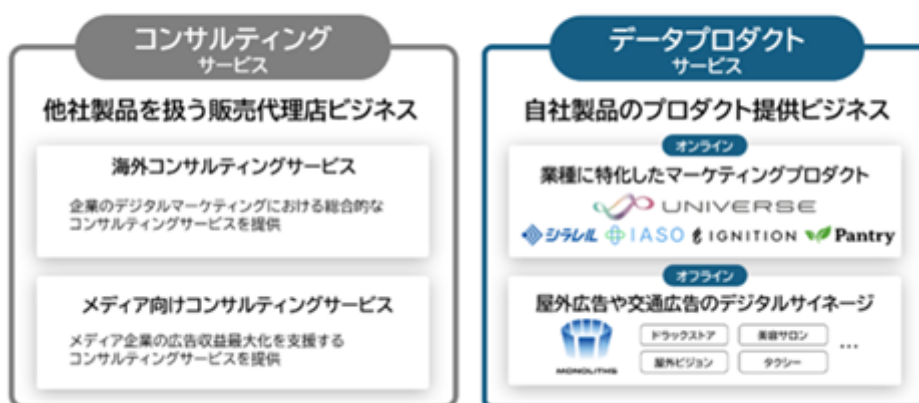 コンサルティング
サービス
他社製品を扱う販売代理店ビジネス
海外コンサルティングサービス
企業のデジタルマーケティングにおける総合的な
コンサルティングサービスを提供
メディア向けコンサルティングサービス
メディア企業の広告収益最大化を支援する
コンサルティングサービスを提供
データプロダクト
サービス
自社製品のプロダクト提供ビジネス
オンライン
業種に特化したマーケティングプロダクト
UNIVERSE
シラレル IASO IGNITION Pantry
オフライン
屋外広告や交通広告のデジタルサイネージ
MONOLITHS
ドラックストア 美容サロン
屋外ビジョン タクシー
…